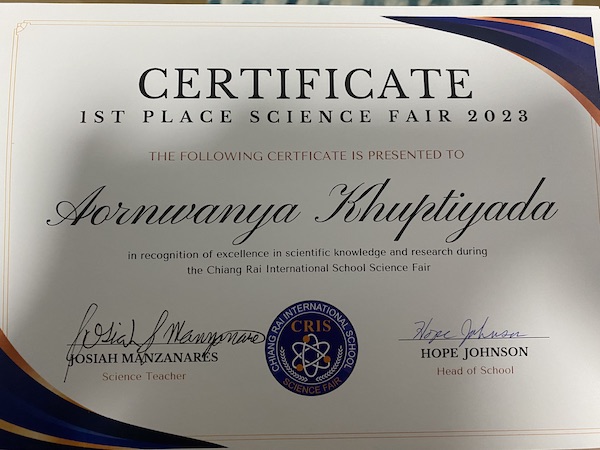 CERTIFICATE
1ST PLACE SCIENCE FAIR 2023
THE FOLLOWING CERTFICATE IS PRESENTED TO
Aornwanya Khuptiyada
in recognition of excellence in scientific knowledge and research during
the Chiang Rai International School Science Fair
Josiah J Manzanares
JOSIAH MANZANARES
Science Teacher
CHIANG RAI INTERNATIONAL SCHOOL
CRIS
SCIENCE FAIR
Hope Johnson
HOPE JOHNSON
Head of School